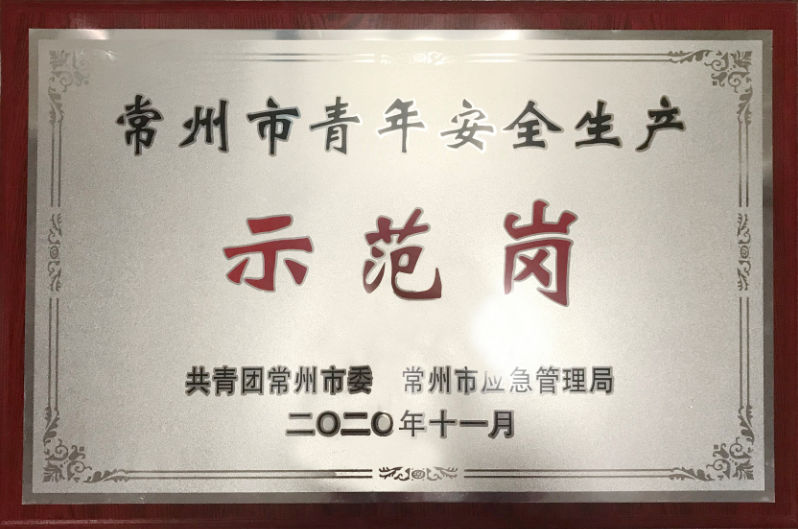 常州市青年安全生产
示范岗
共青团常州市委 常州市应急管理局
二〇二〇年十一月